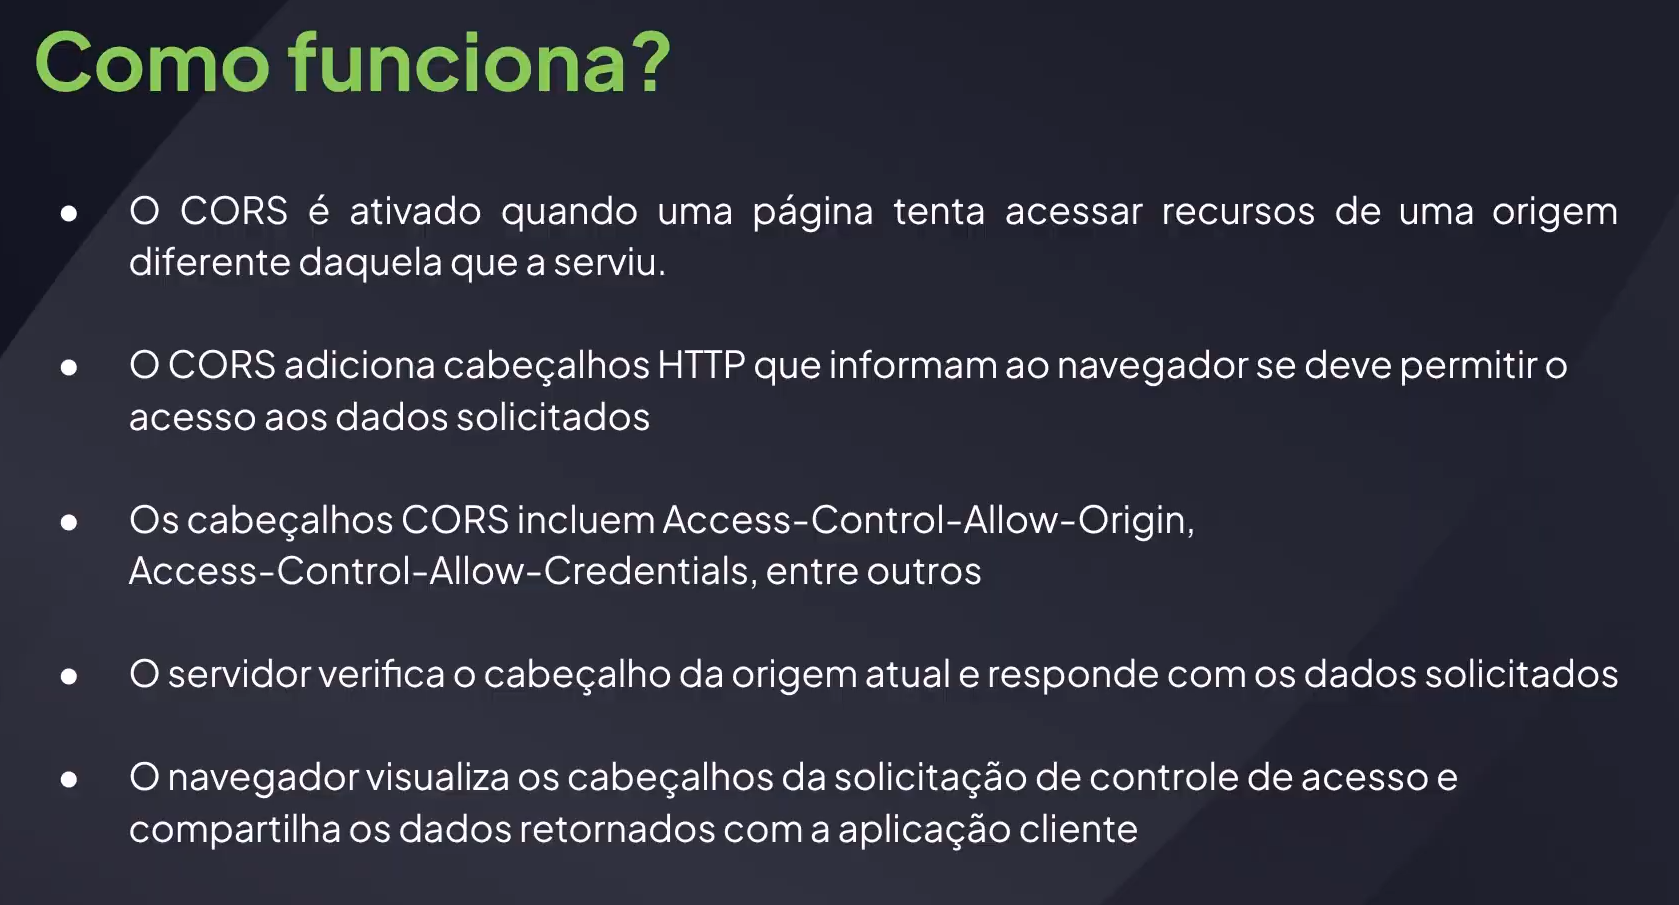 Como funciona?
● O CORS é ativado quando uma página tenta acessar recursos de uma origem
diferente daquela que a serviu.
● O CORS adiciona cabeçalhos HTTP que informam ao navegador se deve permitir o
acesso aos dados solicitados
● Os cabeçalhos CORS incluem Access-Control-Allow-Origin,
Access-Control-Allow-Credentials, entre outros
● O servidor verifica o cabeçalho da origem atual e responde com os dados solicitados
● O navegador visualiza os cabeçalhos da solicitação de controle de acesso e
compartilha os dados retornados com a aplicação cliente